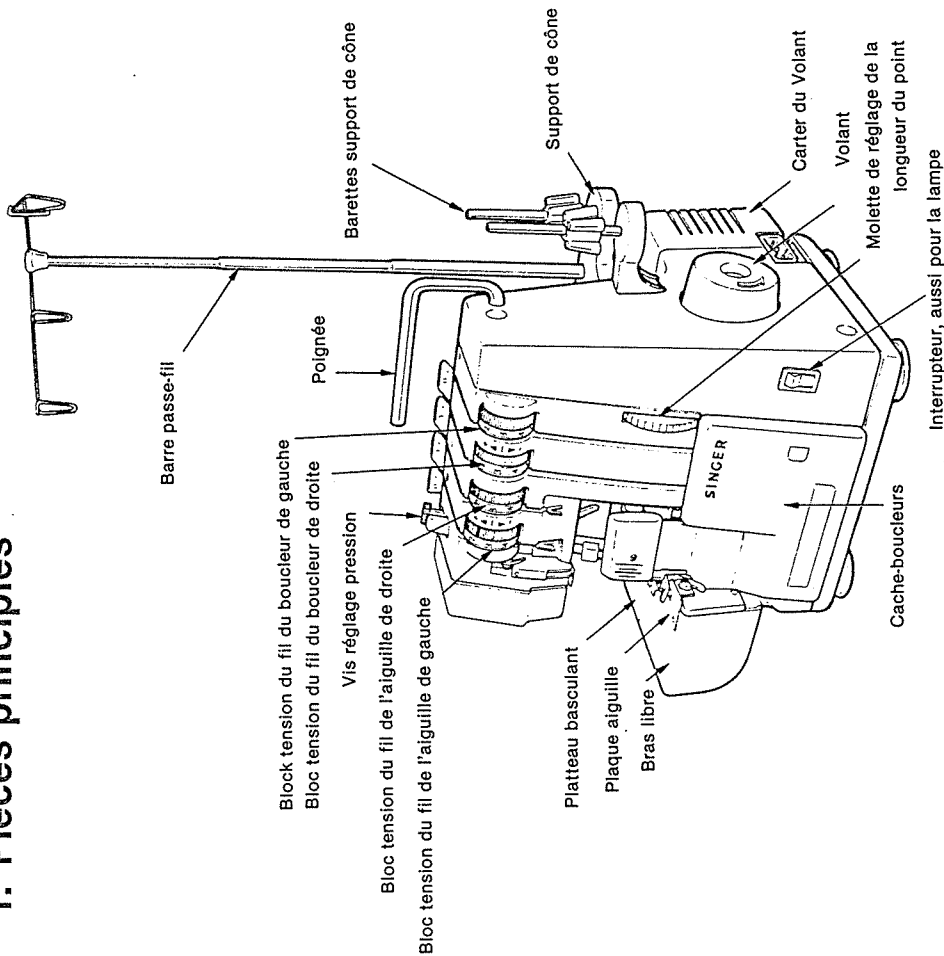 1. Pièces principles
Barre passe-fil
Poignée
Barettes support de cône
Support de cône
Block tension du fil du boucleur de gauche
Bloc tension du fil du boucleur de droite
Vis réglage pression
Bloc tension du fil de l'aiguille de droite
Bloc tension du fil de l'aiguille de gauche
Platteau basculant
Plaque aiguille
Bras libre
SINGER
Carter du Volant
Volant
Molette de réglage de la
longueur du point
Interrupteur, aussi pour la lampe
Cache-boucleurs